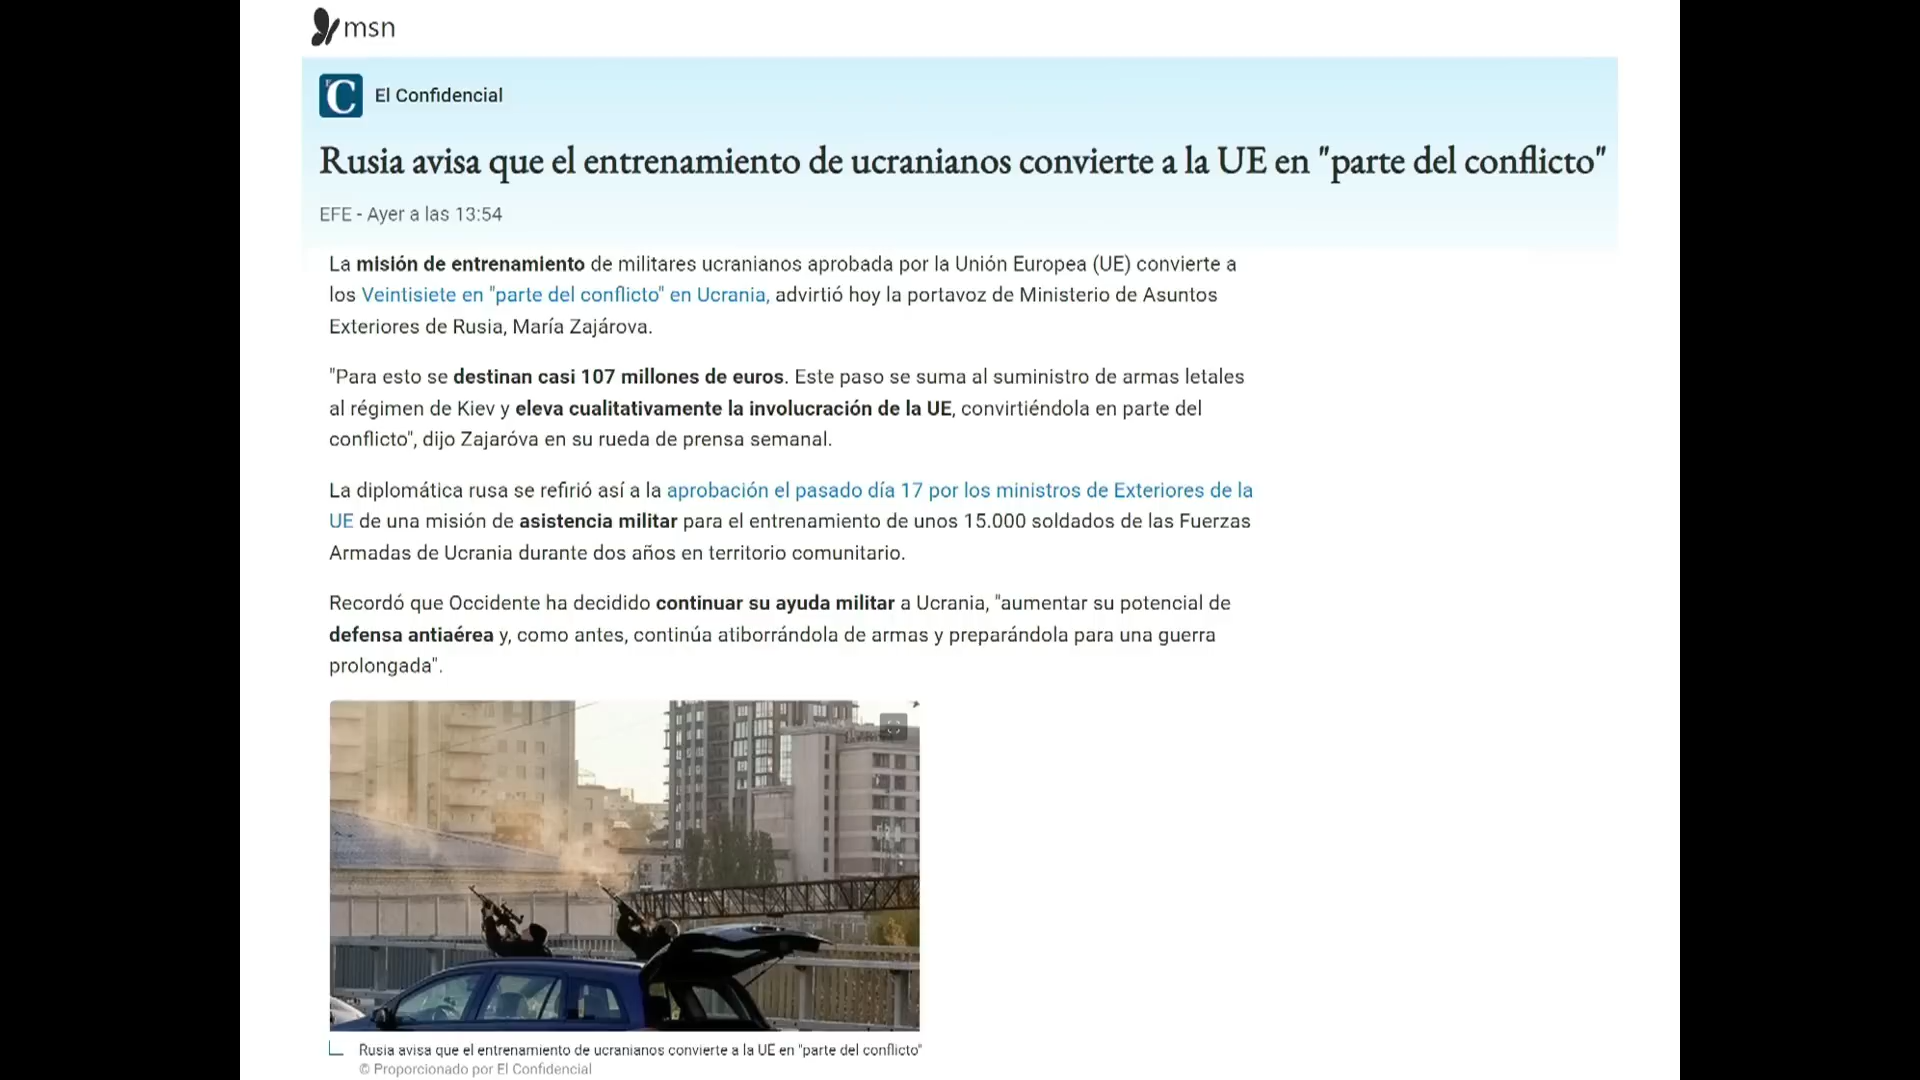 msn
El Confidencial
Rusia avisa que el entrenamiento de ucranianos convierte a la UE en "parte del conflicto"
EFE - Ayer a las 13:54
La misión de entrenamiento de militares ucranianos aprobada por la Unión Europea (UE) convierte a
los Veintisiete en "parte del conflicto" en Ucrania, advirtió hoy la portavoz de Ministerio de Asuntos
Exteriores de Rusia, María Zajárova.
"Para esto se destinan casi 107 millones de euros. Este paso se suma al suministro de armas letales
al régimen de Kiev y eleva cualitativamente la involucración de la UE, convirtiéndola en parte del
conflicto", dijo Zajaróva en su rueda de prensa semanal.
La diplomática rusa se refirió así a la aprobación el pasado día 17 por los ministros de Exteriores de la
UE de una misión de asistencia militar para el entrenamiento de unos 15.000 soldados de las Fuerzas
Armadas de Ucrania durante dos años en territorio comunitario.
Recordó que Occidente ha decidido continuar su ayuda militar a Ucrania, "aumentar su potencial de
defensa antiaérea y, como antes, continúa atiborrándola de armas y preparándola para una guerra
prolongada".
Rusia avisa que el entrenamiento de ucranianos convierte a la UE en "parte del conflicto"
© Proporcionado por El Confidencial